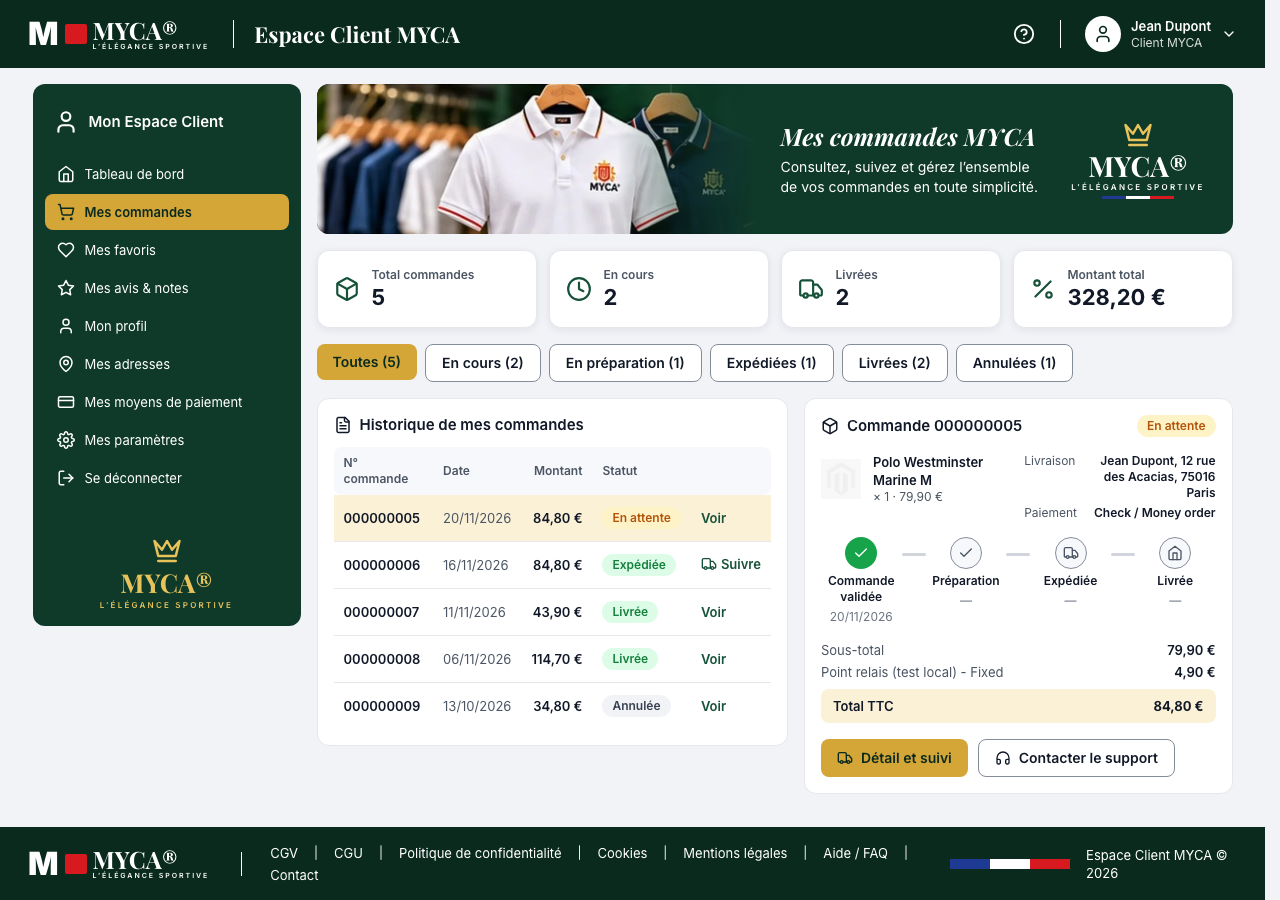 M MYCA®
L'ÉLÉGANCE SPORTIVE
Espace Client MYCA
Jean Dupont
Client MYCA
Mon Espace Client
Tableau de bord
Mes commandes
Mes favoris
Mes avis & notes
Mon profil
Mes adresses
Mes moyens de paiement
Mes paramètres
Se déconnecter
MYCA®
L'ÉLÉGANCE SPORTIVE
MYCA
MYCA
Mes commandes MYCA
Consultez, suivez et gérez l'ensemble
de vos commandes en toute simplicité.
MYCA®
L'ÉLÉGANCE SPORTIVE
Total commandes
5
En cours
2
Livrées
2
Montant total
328,20 €
Toutes (5)
En cours (2)
En préparation (1)
Expédiées (1)
Livrées (2)
Annulées (1)
Historique de mes commandes
N°
commande
Date
Montant
Statut
000000005 20/11/2026 84,80 € En attente Voir
000000006 16/11/2026 84,80 € Expédiée Suivre
000000007 11/11/2026 43,90 € Livrée Voir
000000008 06/11/2026 114,70 € Livrée Voir
000000009 13/10/2026 34,80 € Annulée Voir
Commande 000000005
En attente
Polo Westminster
Marine M
× 1 · 79,90 €
Livraison
Jean Dupont, 12 rue
des Acacias, 75016
Paris
Paiement
Check / Money order
Commande
validée
20/11/2026
Préparation
—
Expédiée
—
Livrée
—
Sous-total 79,90 €
Point relais (test local) - Fixed 4,90 €
Total TTC 84,80 €
Détail et suivi
Contacter le support
M MYCA®
L'ÉLÉGANCE SPORTIVE
CGV | CGU | Politique de confidentialité | Cookies | Mentions légales | Aide / FAQ |
Contact
Espace Client MYCA ©
2026